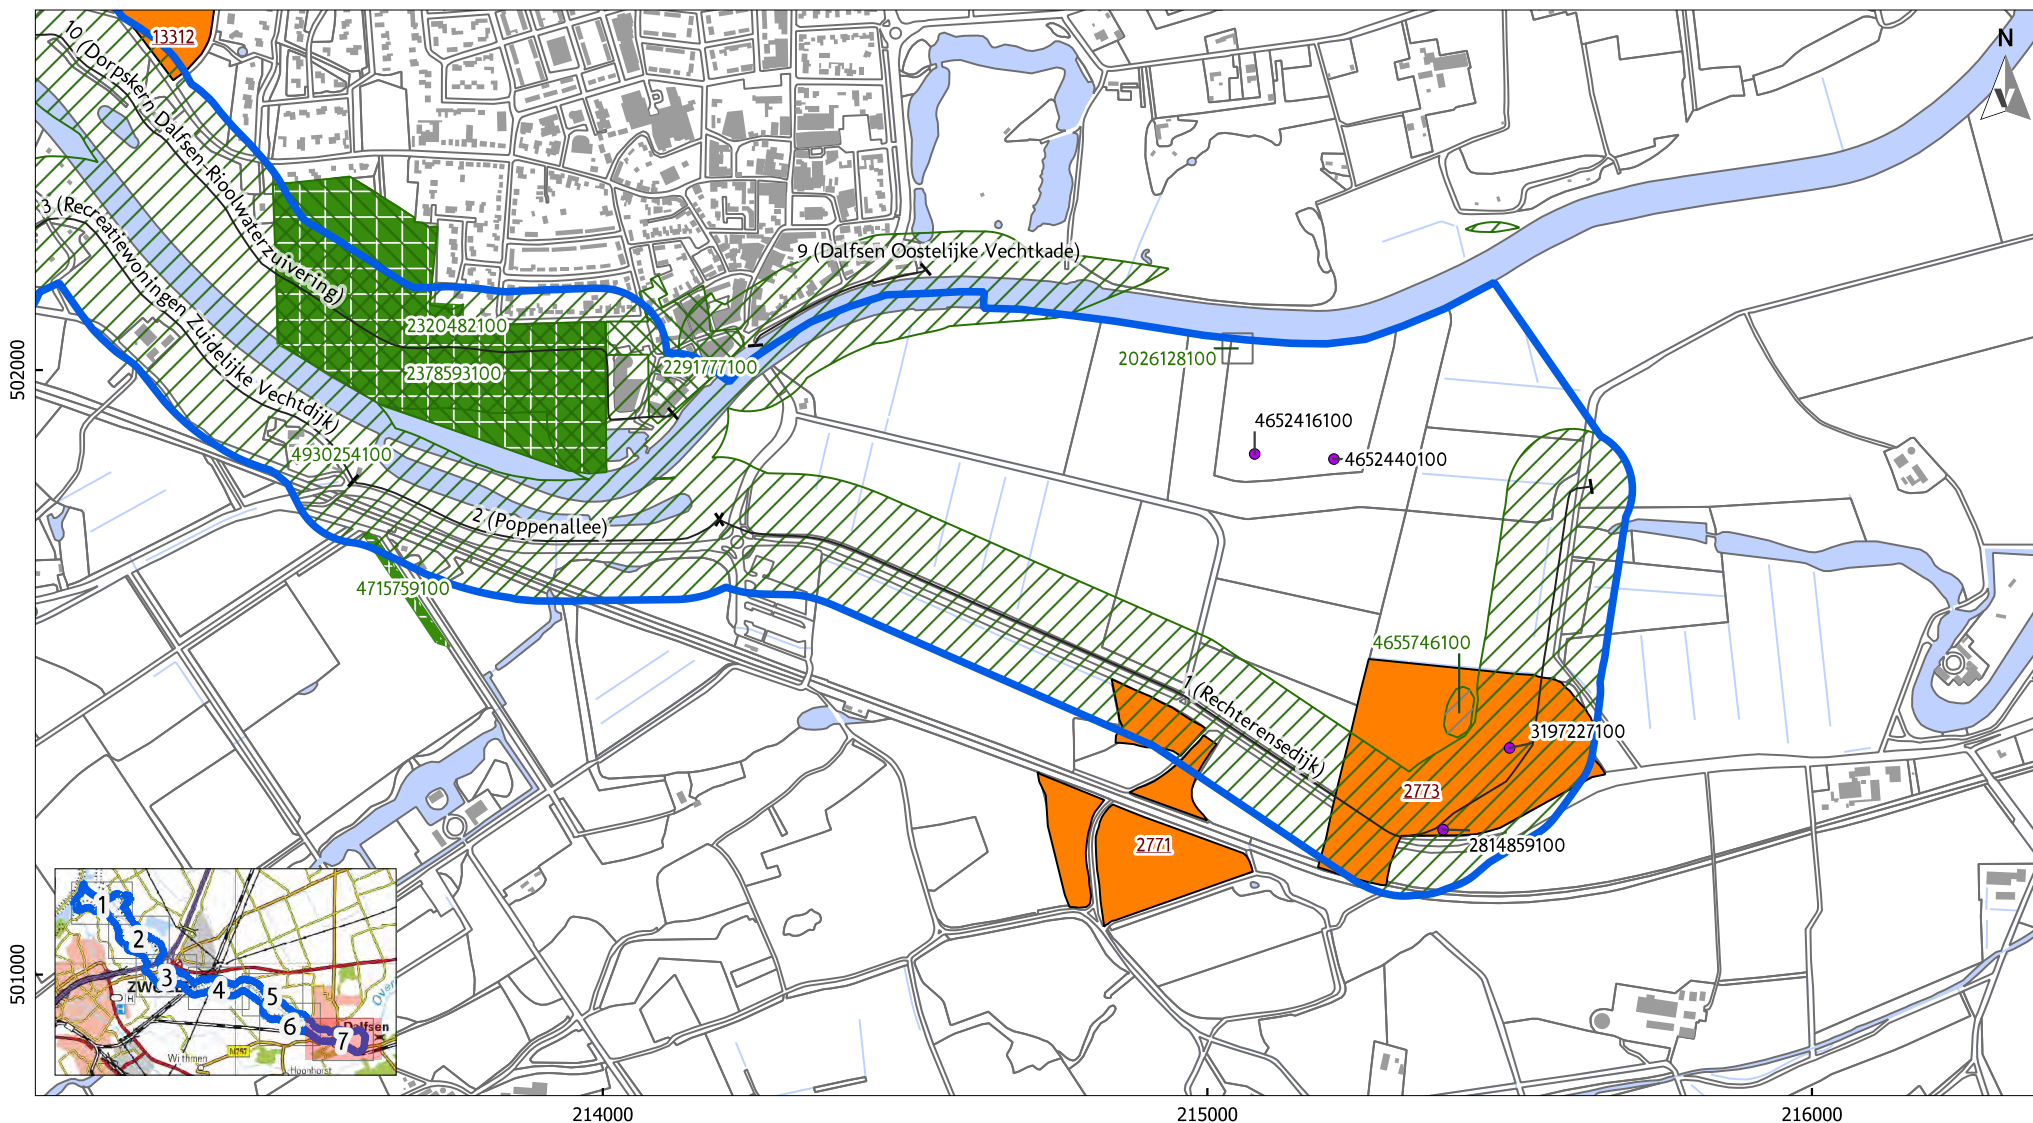 13312
N
10 (Dorpskern Dalfsen-Rioolwaterzuivering)
3 (Recreatiewoningen Zuidelijke Vechtdijk)
9 (Dalfsen Oostelijke Vechtkade)
2320482100
2378593100
2291777100
2026128100
502000
4652416100
4652440100
4930254100
2 (Poppenallee)
4715759100
4655746100
1 (Rechterensedijk)
3197227100
2773
2771
2814859100
1
2
3
4
5
6
7
Dalfsen
Withmen
N757
Hoonhorst
501000
214000
215000
216000